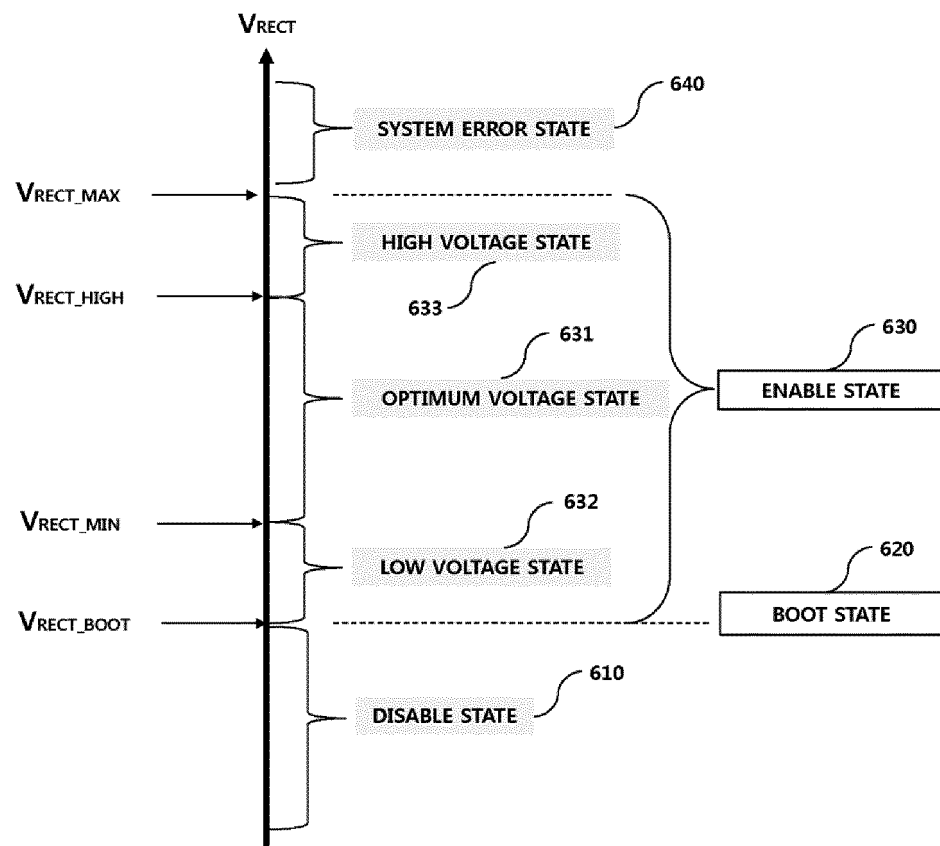 VRECT
640
SYSTEM ERROR STATE
VRECT_MAX
HIGH VOLTAGE STATE
VRECT_HIGH
633
631
630
OPTIMUM VOLTAGE STATE
ENABLE STATE
632
VRECT_MIN
620
LOW VOLTAGE STATE
VRECT_BOOT
BOOT STATE
610
DISABLE STATE